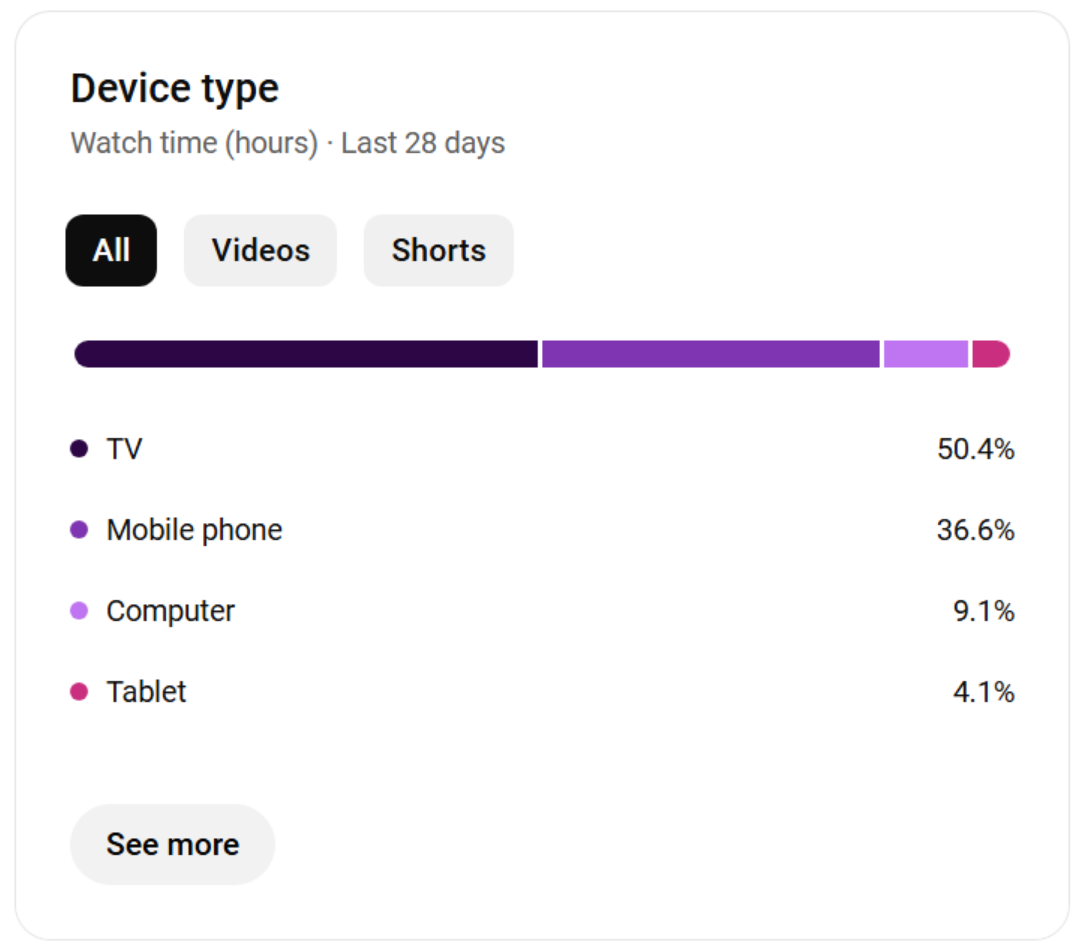 Device type
Watch time (hours) · Last 28 days
All Videos Shorts
TV 50.4%
Mobile phone 36.6%
Computer 9.1%
Tablet 4.1%
See more